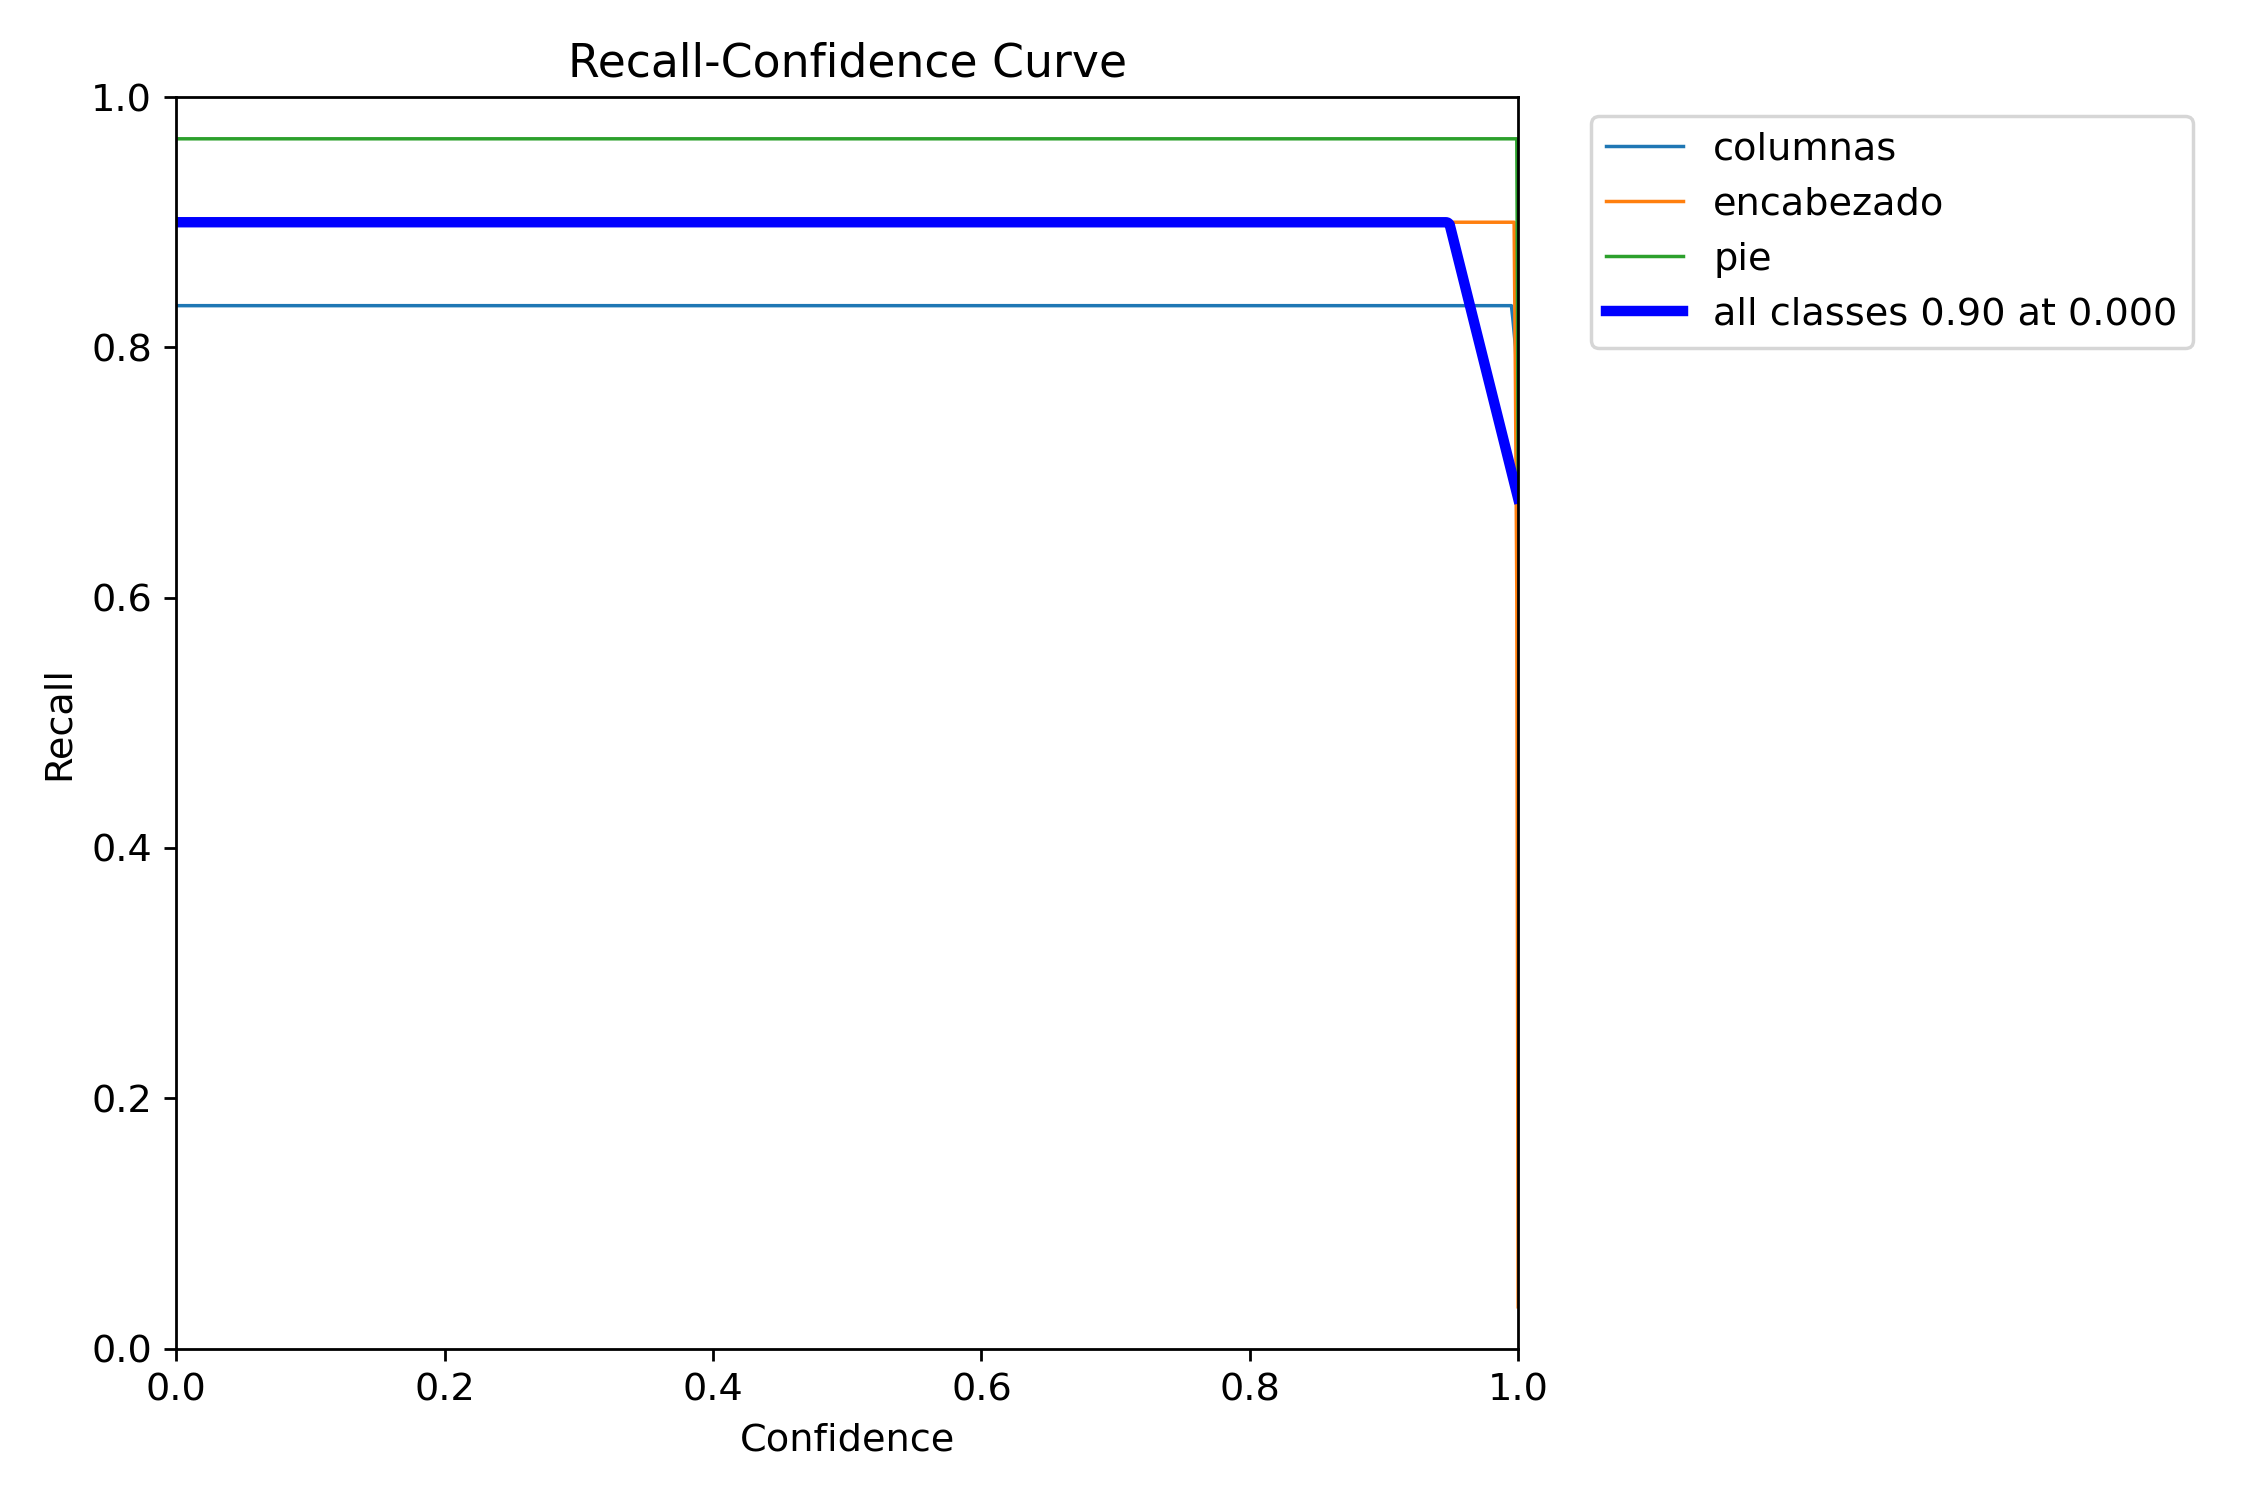 Recall-Confidence Curve
1.0
0.8
0.6
0.4
0.2
0.0
Recall
0.0 0.2 0.4 0.6 0.8 1.0
Confidence
columnas
encabezado
pie
all classes 0.90 at 0.000